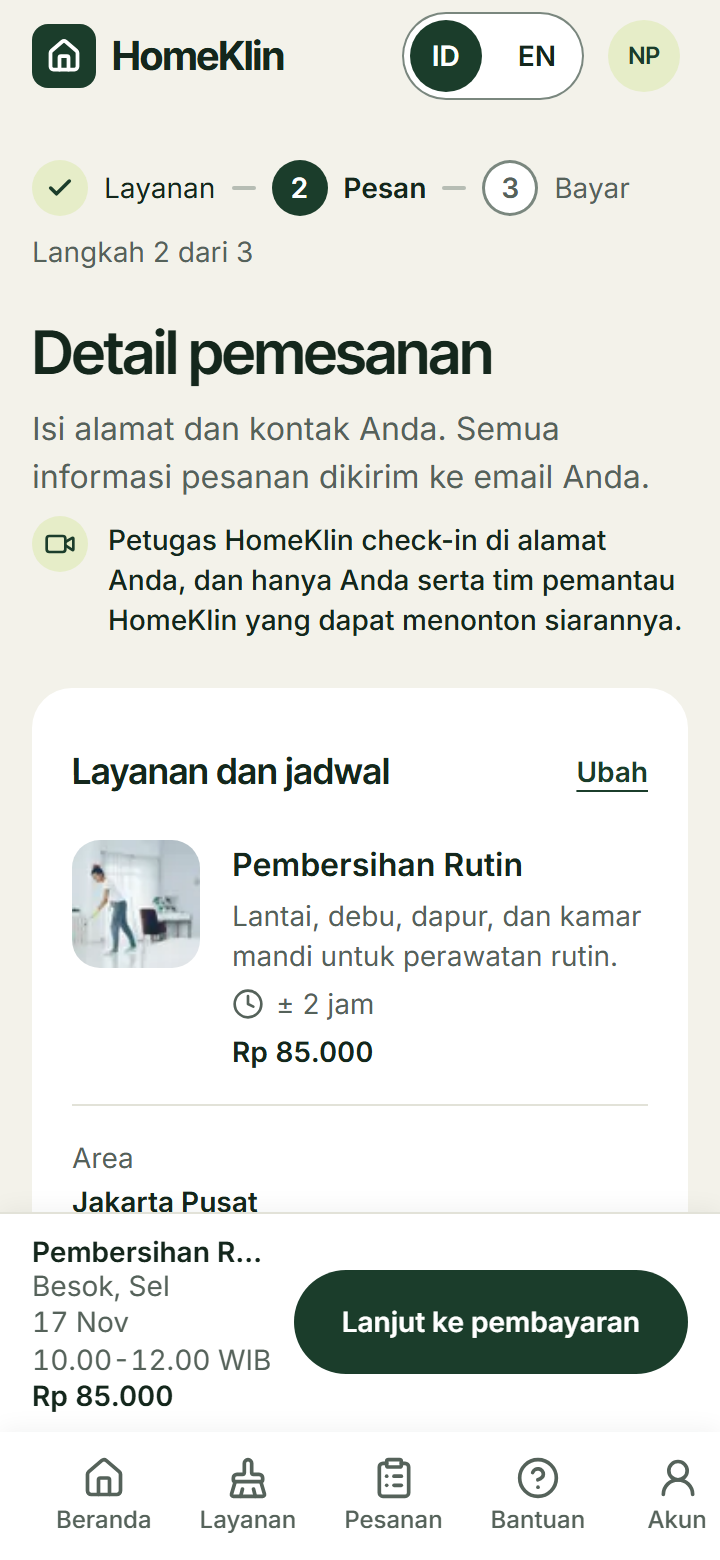 HomeKlin
ID
EN
NP
Layanan
2
Pesan
3
Bayar
Langkah 2 dari 3
Detail pemesanan
Isi alamat dan kontak Anda. Semua
informasi pesanan dikirim ke email Anda.
Petugas HomeKlin check-in di alamat
Anda, dan hanya Anda serta tim pemantau
HomeKlin yang dapat menonton siarannya.
Layanan dan jadwal
Ubah
Pembersihan Rutin
Lantai, debu, dapur, dan kamar
mandi untuk perawatan rutin.
± 2 jam
Rp 85.000
Area
Jakarta Pusat
Pembersihan R...
Besok, Sel
17 Nov
10.00-12.00 WIB
Rp 85.000
Lanjut ke pembayaran
Beranda
Layanan
Pesanan
Bantuan
Akun